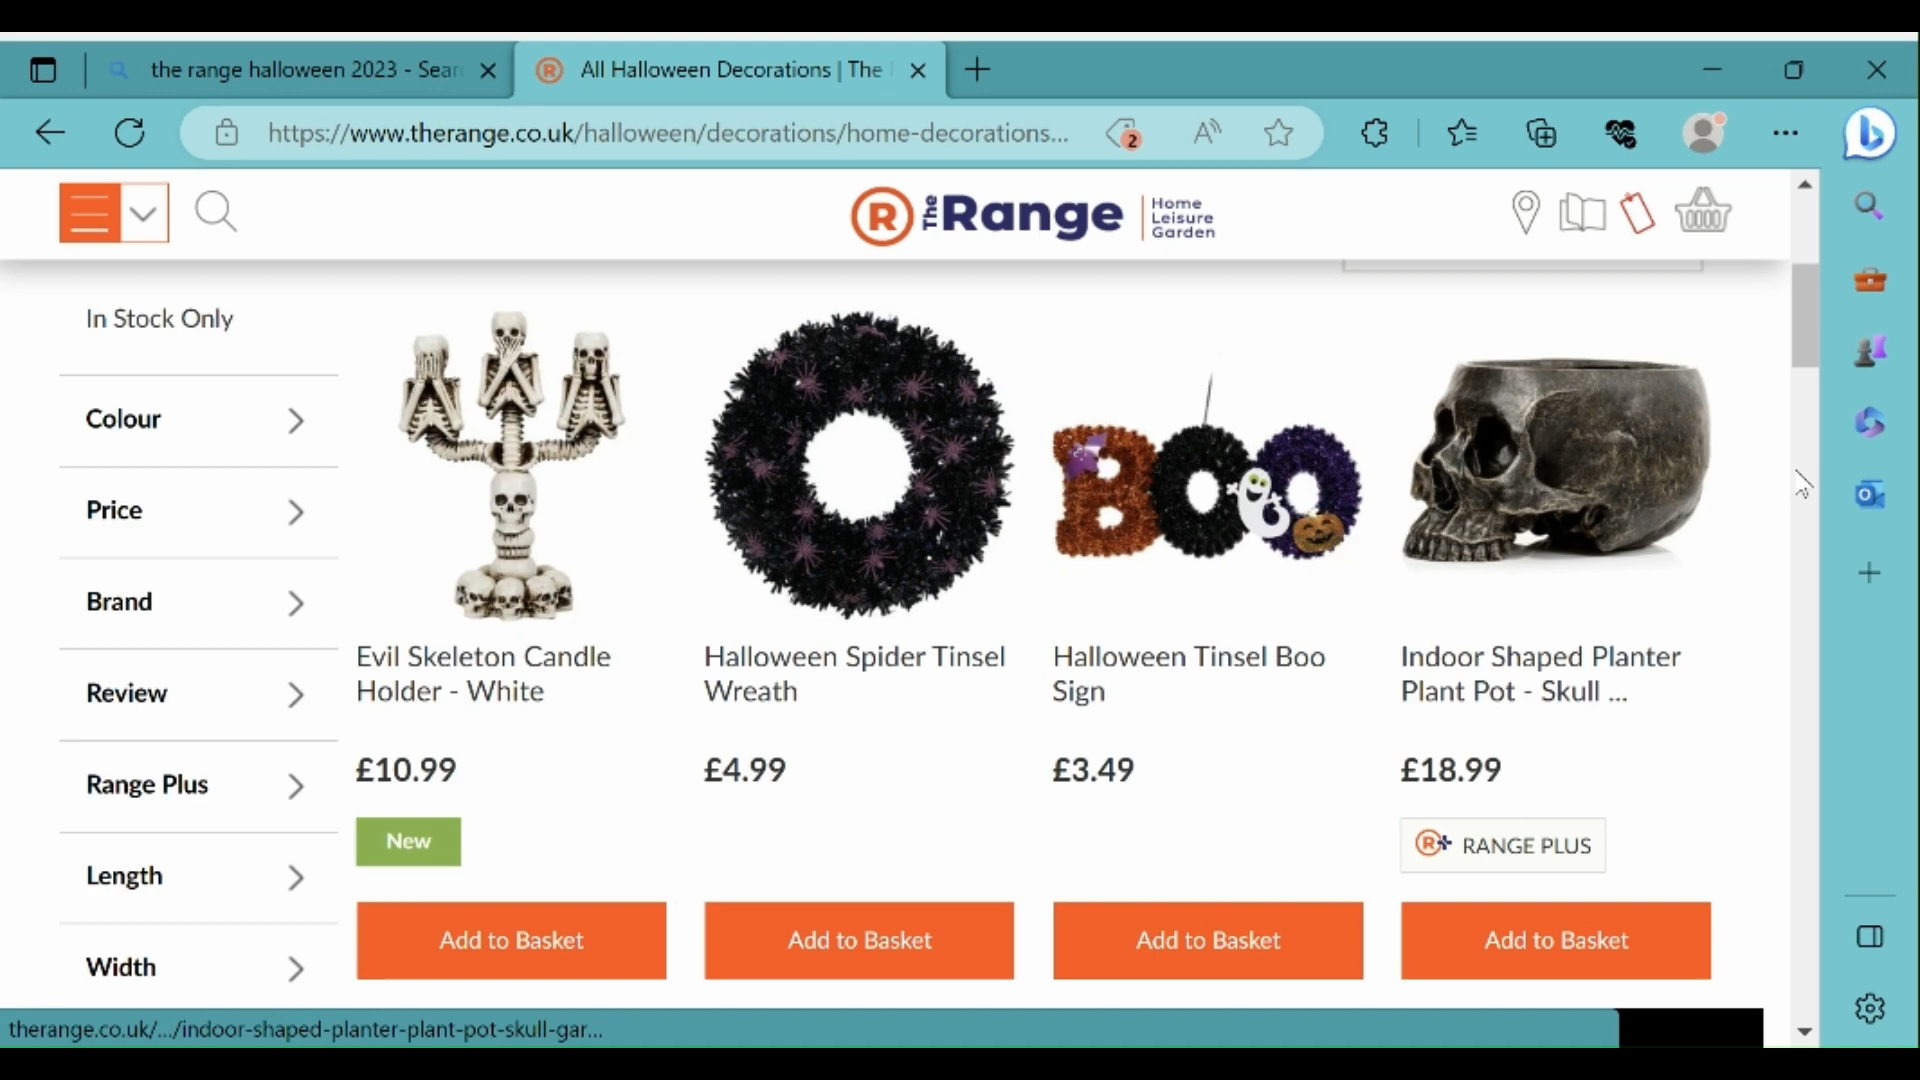 the range halloween 2023 - Sear
All Halloween Decorations | The
https://www.therange.co.uk/halloween/decorations/home-decorations...
2
R The Range
Home
Leisure
Garden
In Stock Only
Colour
Price
Brand
Review
Range Plus
Length
Width
BOO
Evil Skeleton Candle
Holder - White
£10.99
New
Add to Basket
Halloween Spider Tinsel
Wreath
£4.99
Add to Basket
Halloween Tinsel Boo
Sign
£3.49
Add to Basket
Indoor Shaped Planter
Plant Pot - Skull ...
£18.99
R+ RANGE PLUS
Add to Basket
therange.co.uk/.../indoor-shaped-planter-plant-pot-skull-gar...